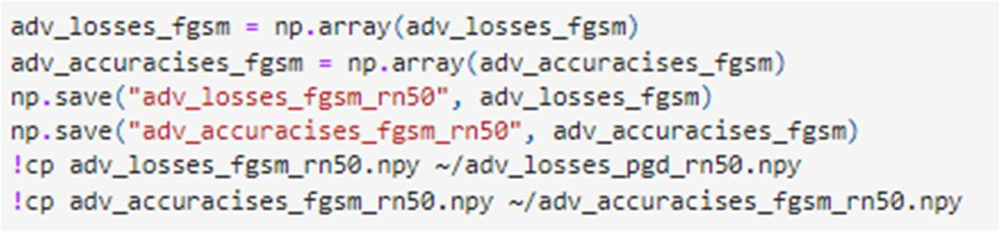 adv_losses_fgsm = np.array(adv_losses_fgsm)
adv_accuracises_fgsm = np.array(adv_accuracises_fgsm)
np.save("adv_losses_fgsm_rn50", adv_losses_fgsm)
np.save("adv_accuracises_fgsm_rn50", adv_accuracises_fgsm)
!cp adv_losses_fgsm_rn50.npy ~/adv_losses_pgd_rn50.npy
!cp adv_accuracises_fgsm_rn50.npy ~/adv_accuracises_fgsm_rn50.npy